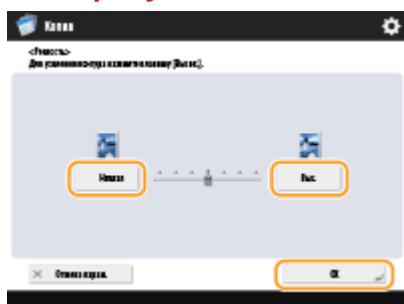 Копия
<Резкость>
Для усиления контура нажмите клавишу [Выс.].
Низкая
Выс.
Отмена парам.
OK